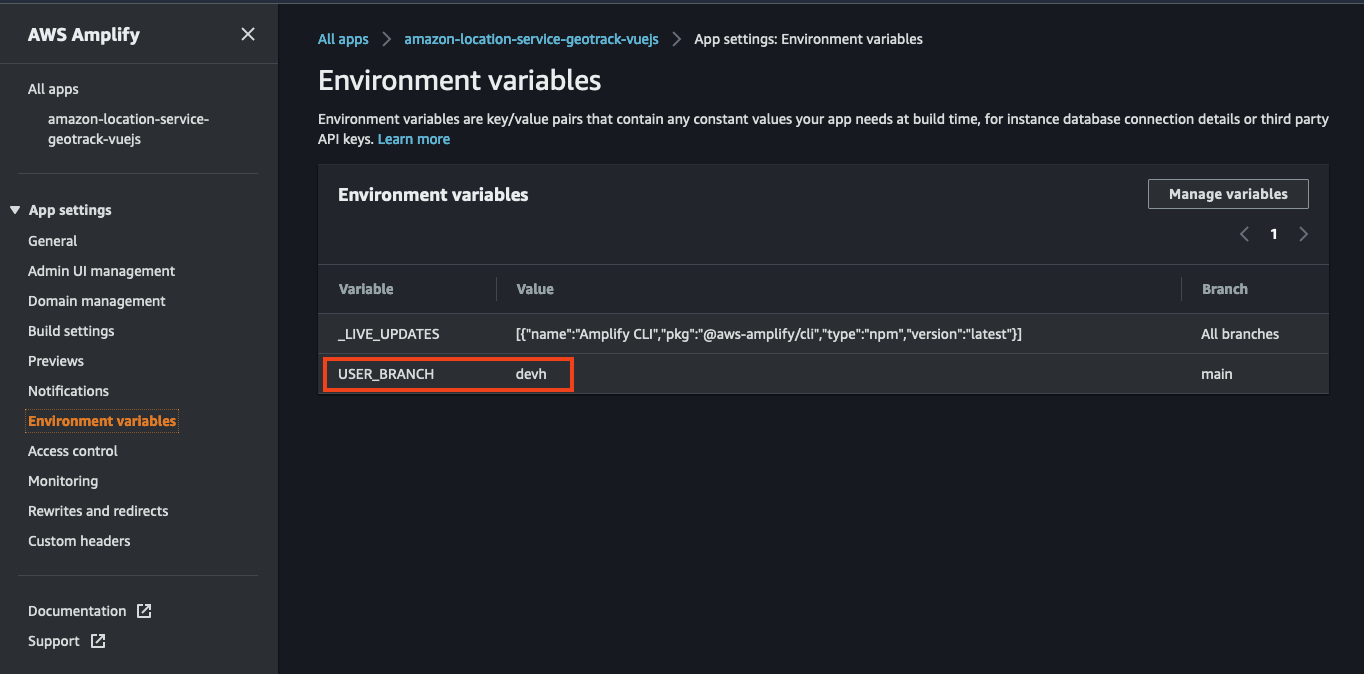 AWS Amplify
All apps
amazon-location-service-
geotrack-vuejs
App settings
General
Admin UI management
Domain management
Build settings
Previews
Notifications
Environment variables
Access control
Monitoring
Rewrites and redirects
Custom headers
Documentation
Support
All apps > amazon-location-service-geotrack-vuejs > App settings: Environment variables
Environment variables
Environment variables are key/value pairs that contain any constant values your app needs at build time, for instance database connection details or third party
API keys. Learn more
Environment variables Manage variables
1
Variable Value Branch
_LIVE_UPDATES [{"name":"Amplify CLI","pkg":"@aws-amplify/cli","type":"npm","version":"latest"}] All branches
USER_BRANCH devh main